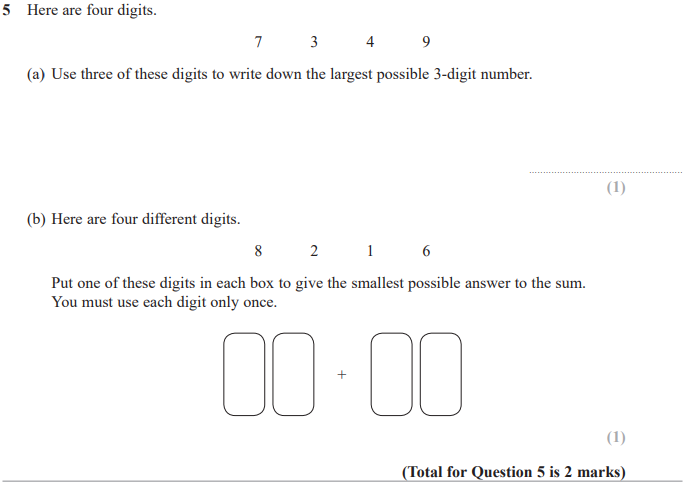 5 Here are four digits.
7 3 4 9
(a) Use three of these digits to write down the largest possible 3-digit number.
(1)
(b) Here are four different digits.
8 2 1 6
Put one of these digits in each box to give the smallest possible answer to the sum.
You must use each digit only once.
+
(1)
(Total for Question 5 is 2 marks)